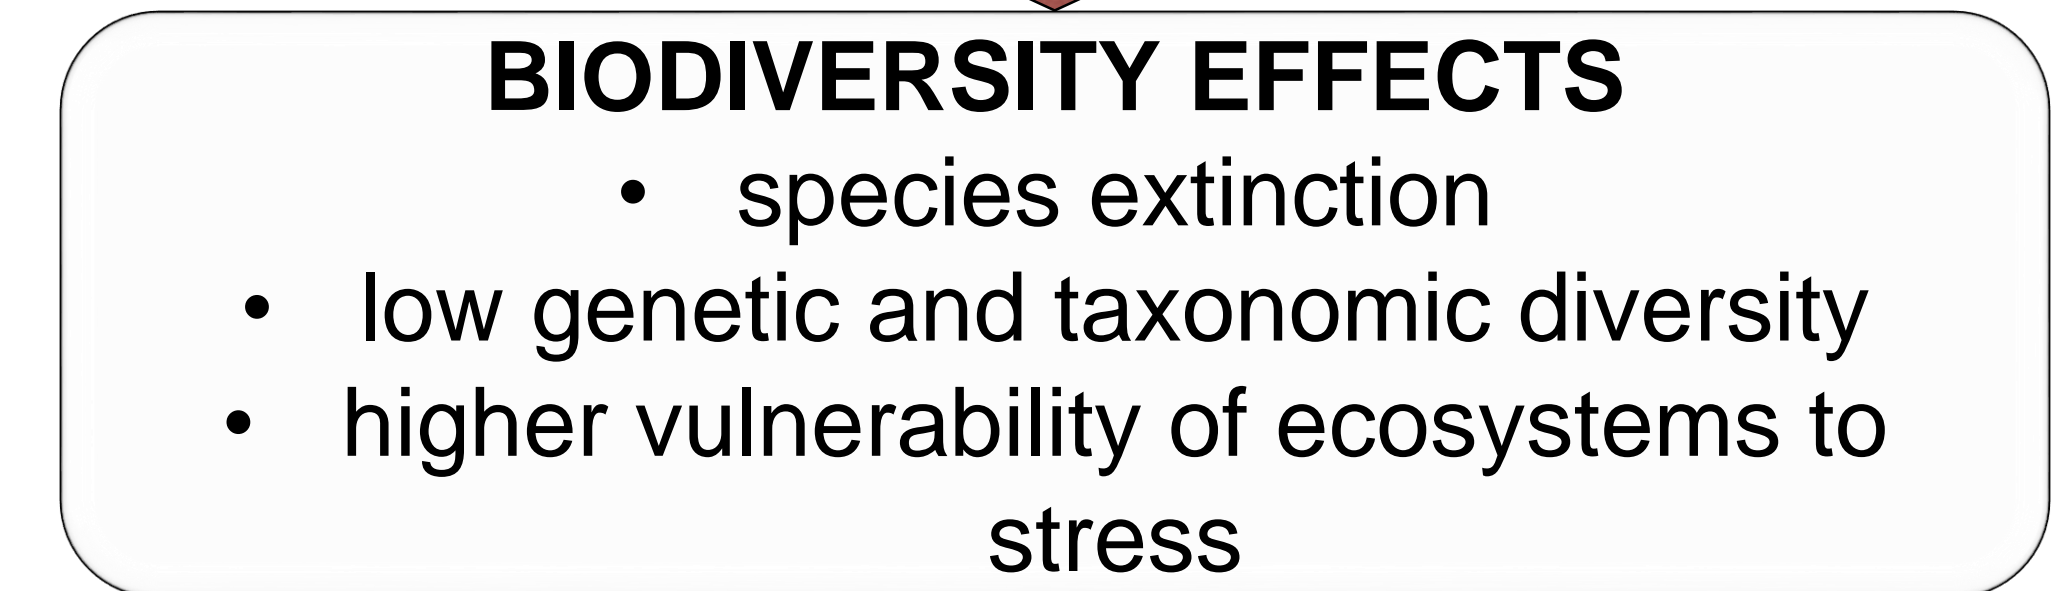 BIODIVERSITY EFFECTS
• species extinction
• low genetic and taxonomic diversity
• higher vulnerability of ecosystems to
stress